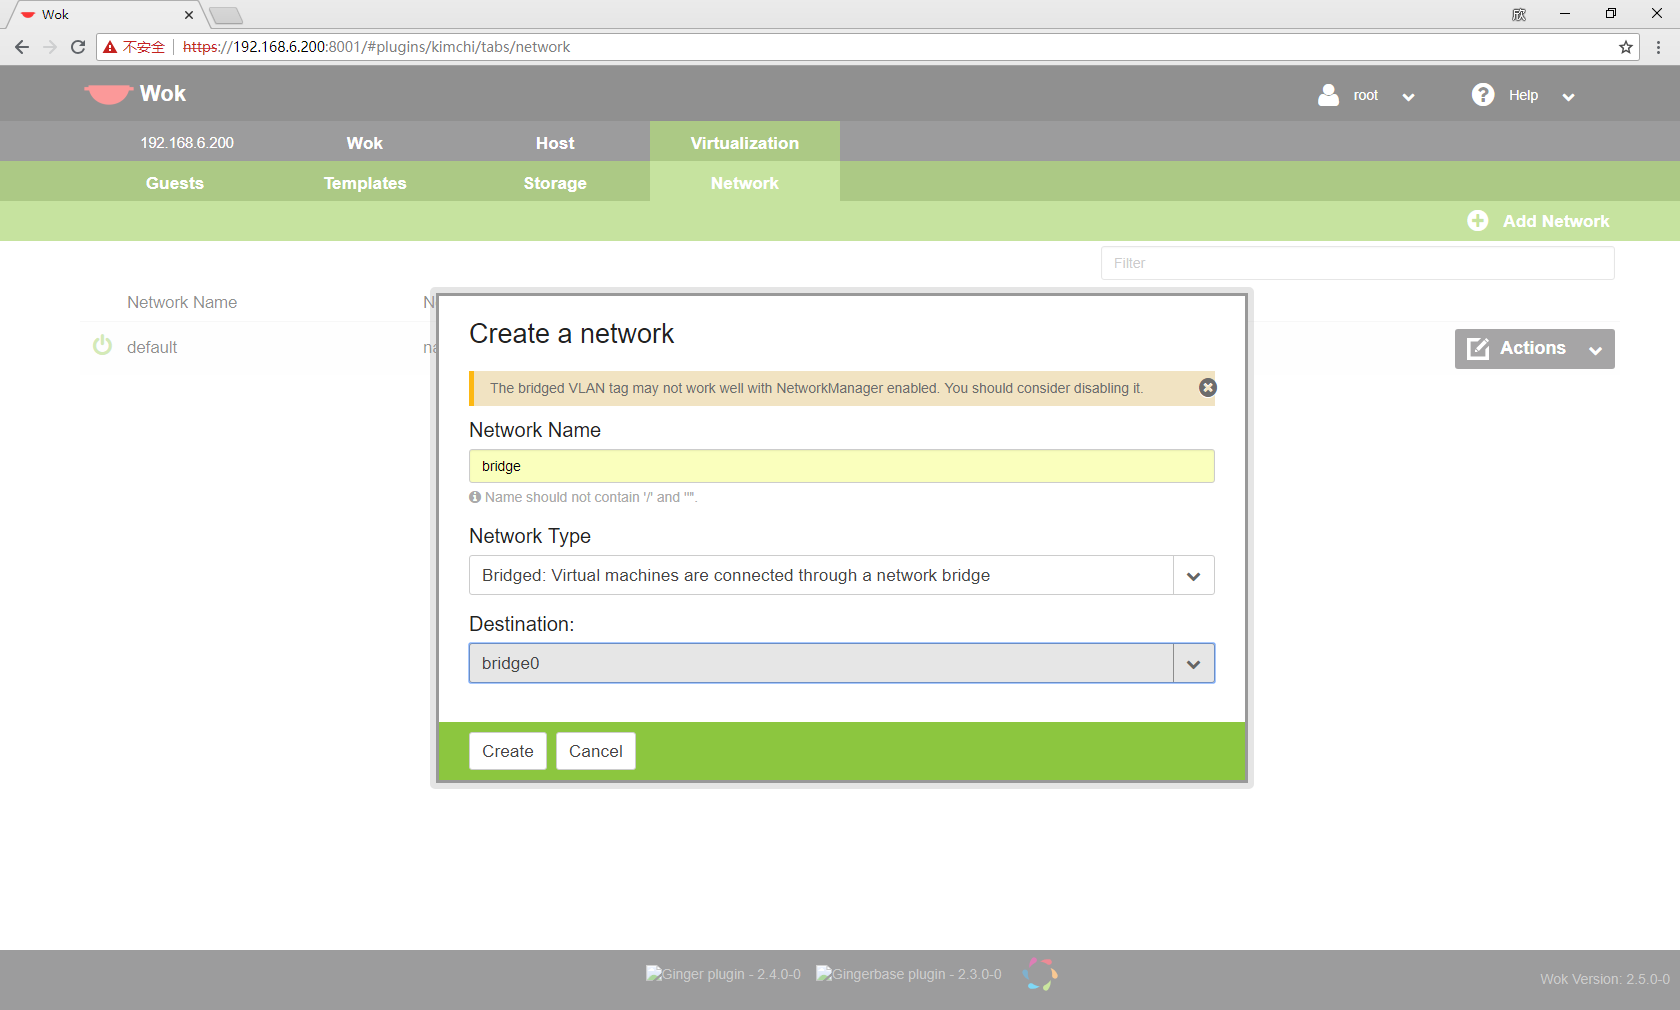 Wok
欣
不安全 https://192.168.6.200:8001/#plugins/kimchi/tabs/network
Wok
root
Help
192.168.6.200 Wok Host Virtualization
Guests Templates Storage Network
Add Network
Filter
Network Name N
default na
Actions
Create a network
The bridged VLAN tag may not work well with NetworkManager enabled. You should consider disabling it.
Network Name
bridge
Name should not contain '/' and '"'.
Network Type
Bridged: Virtual machines are connected through a network bridge
Destination:
bridge0
Create Cancel
Ginger plugin - 2.4.0-0 Gingerbase plugin - 2.3.0-0
Wok Version: 2.5.0-0